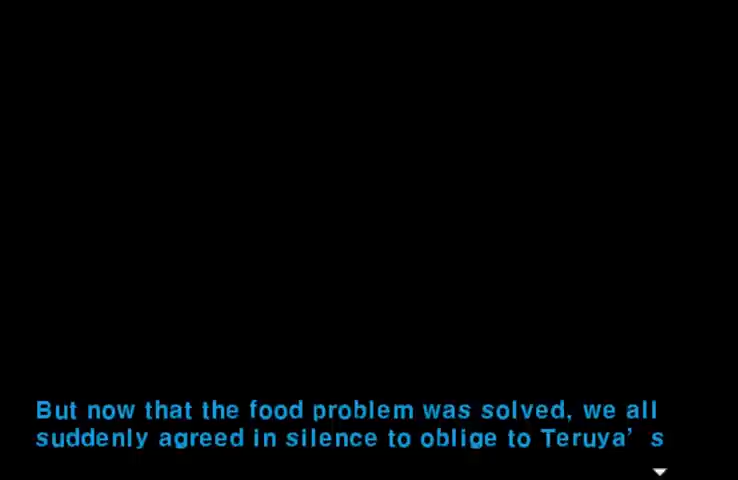 But now that the food problem was solved, we all
suddenly agreed in silence to oblige to Teruya’ s